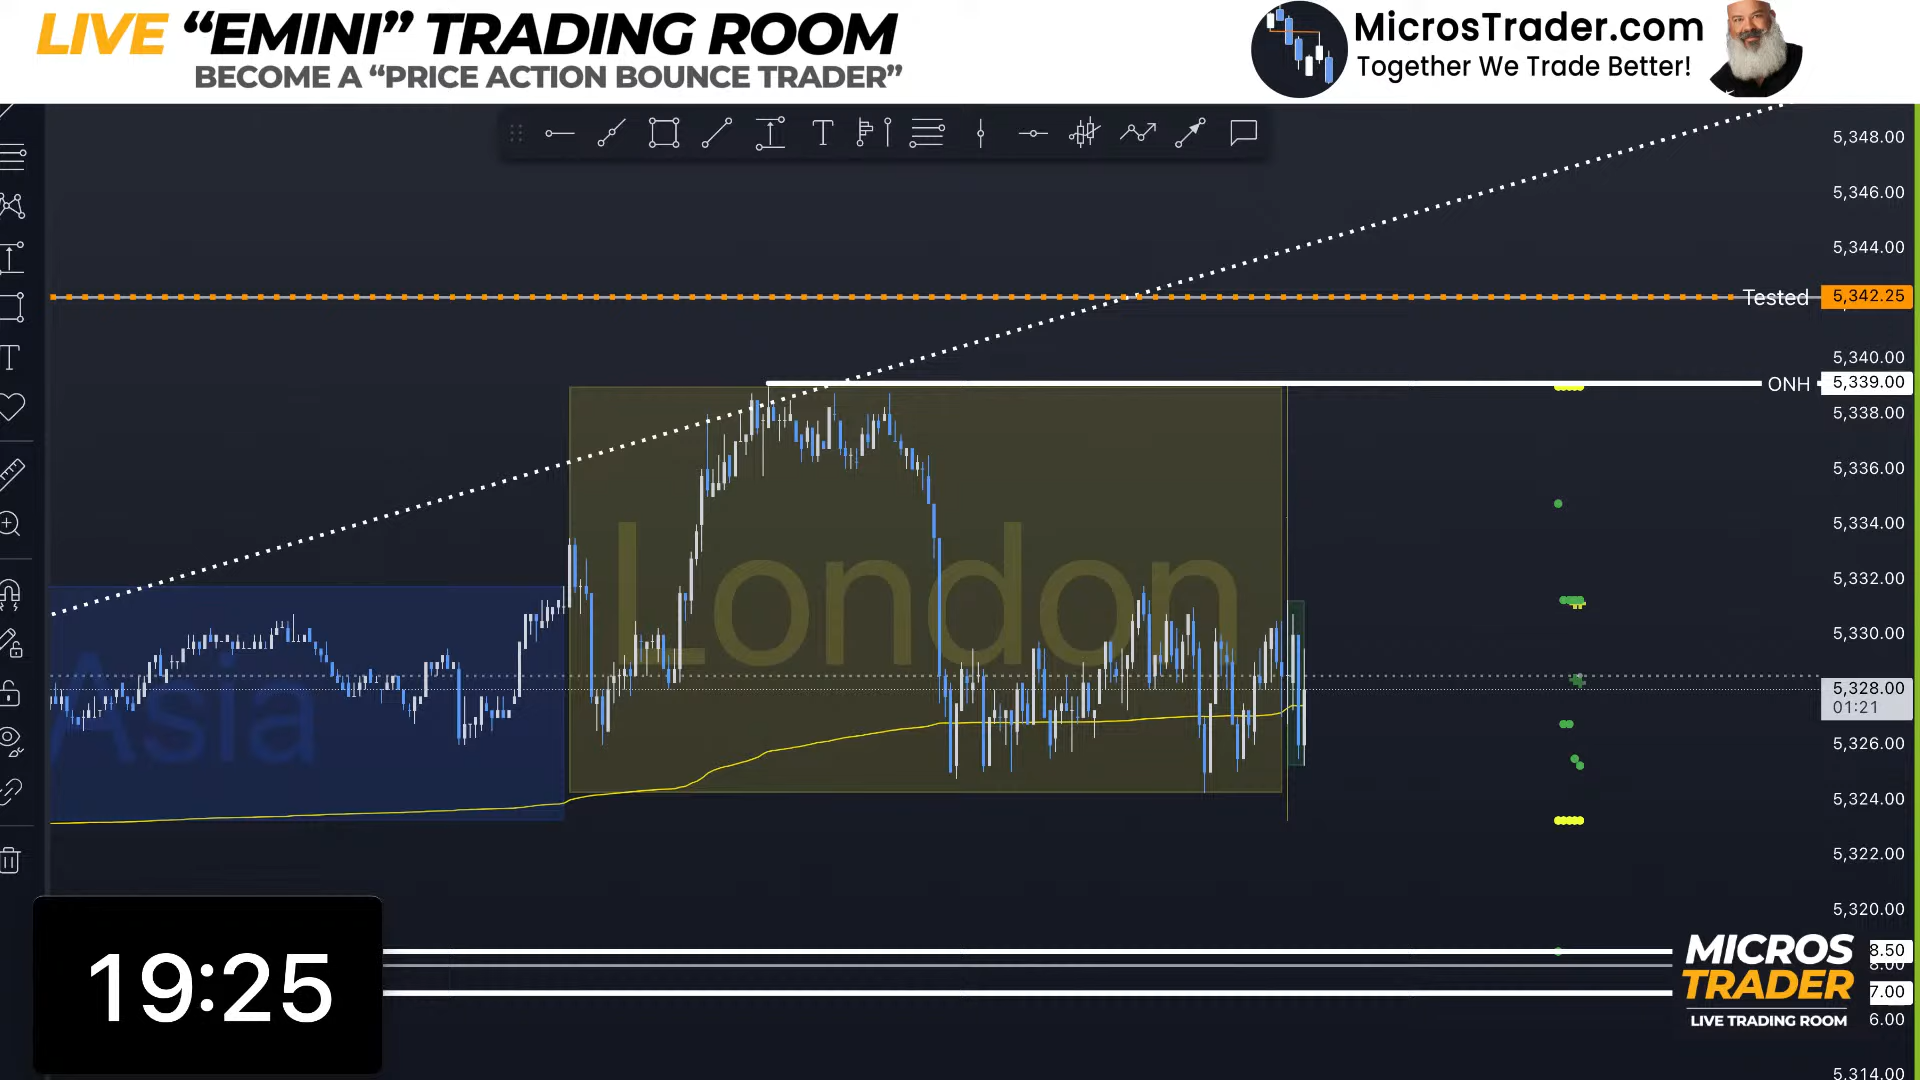 LIVE “EMINI” TRADING ROOM
BECOME A “PRICE ACTION BOUNCE TRADER”
MicrosTrader.com
Together We Trade Better!
5,348.00
5,346.00
5,344.00
Tested 5,342.25
5,340.00
ONH 5,339.00
5,338.00
5,336.00
5,334.00
5,332.00
5,330.00
5,328.00
01:21
5,326.00
5,324.00
5,322.00
5,320.00
London
Asia
8.50
8.00
7.00
6.00
5,314.00
19:25
MICROS
TRADER
LIVE TRADING ROOM